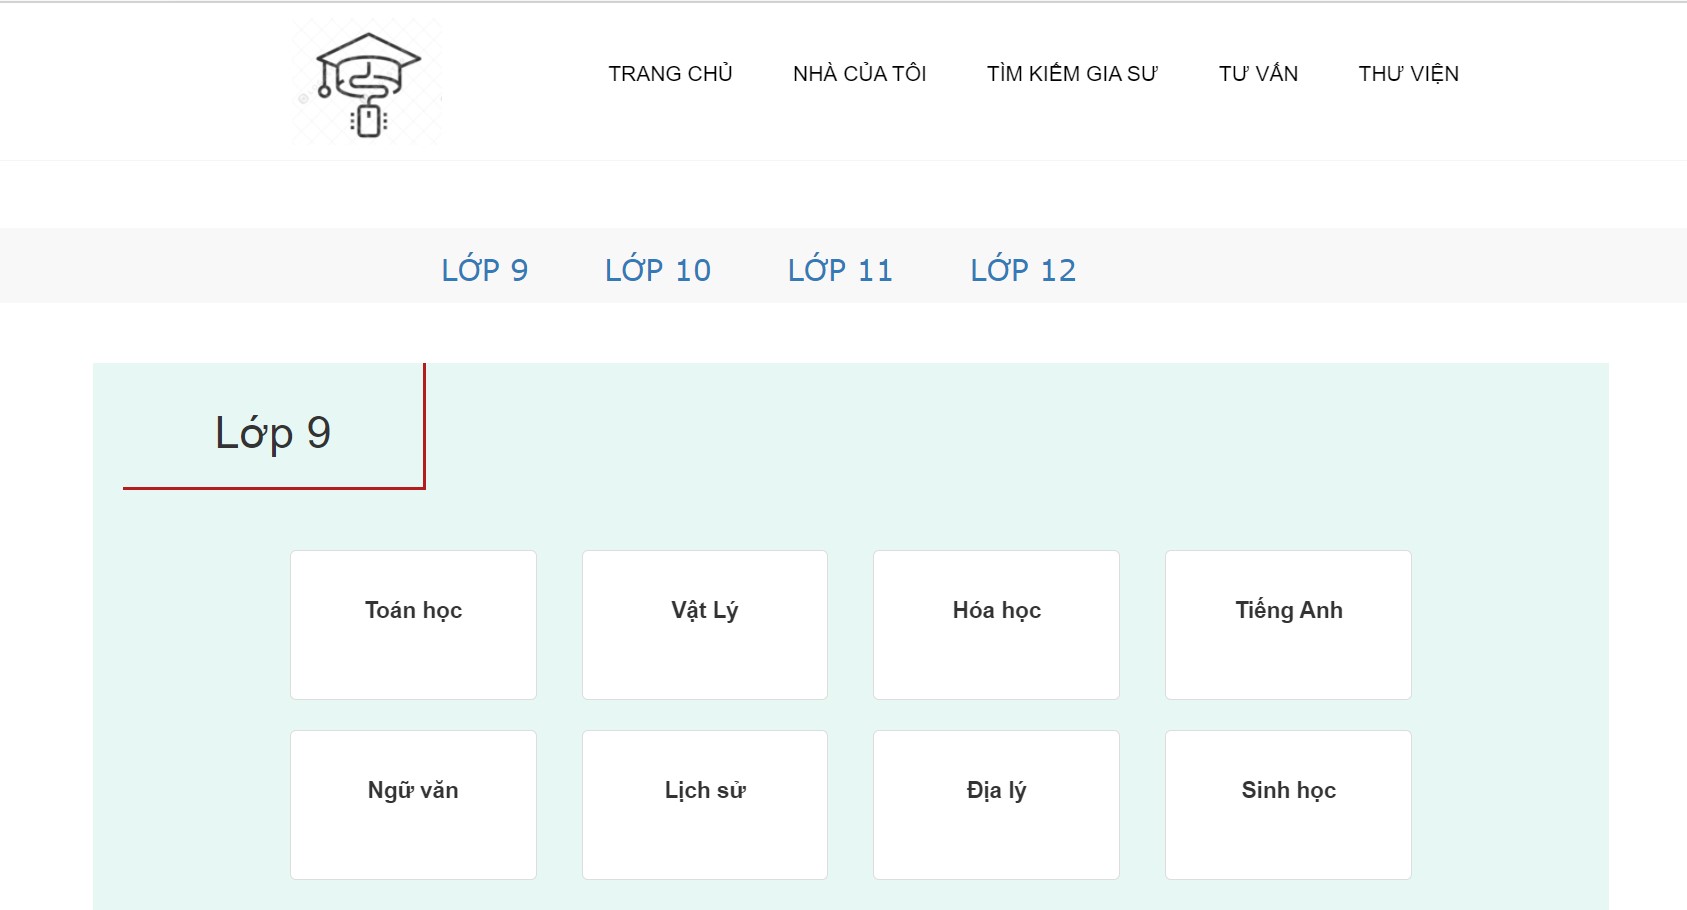 TRANG CHỦ NHÀ CỦA TÔI TÌM KIẾM GIA SƯ TƯ VẤN THƯ VIỆN
LỚP 9 LỚP 10 LỚP 11 LỚP 12
Lớp 9
Toán học Vật Lý Hóa học Tiếng Anh
Ngữ văn Lịch sử Địa lý Sinh học